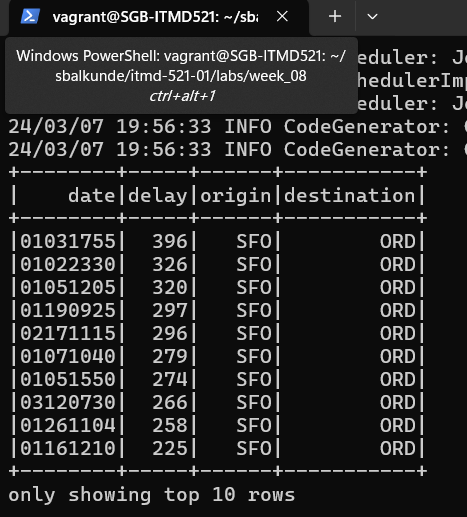 vagrant@SGB-ITMD521: ~/sba
Windows PowerShell: vagrant@SGB-ITMD521: ~/
sbalkunde/itmd-521-01/labs/week_08
ctrl+alt+1
eduler: J
hedulerImp
eduler: J
24/03/07 19:56:33 INFO CodeGenerator:
24/03/07 19:56:33 INFO CodeGenerator:
+--------+-----+------+-----------+
|    date|delay|origin|destination|
+--------+-----+------+-----------+
|01031755|  396|   SFO|        ORD|
|01022330|  326|   SFO|        ORD|
|01051205|  320|   SFO|        ORD|
|01190925|  297|   SFO|        ORD|
|02171115|  296|   SFO|        ORD|
|01071040|  279|   SFO|        ORD|
|01051550|  274|   SFO|        ORD|
|03120730|  266|   SFO|        ORD|
|01261104|  258|   SFO|        ORD|
|01161210|  225|   SFO|        ORD|
+--------+-----+------+-----------+
only showing top 10 rows